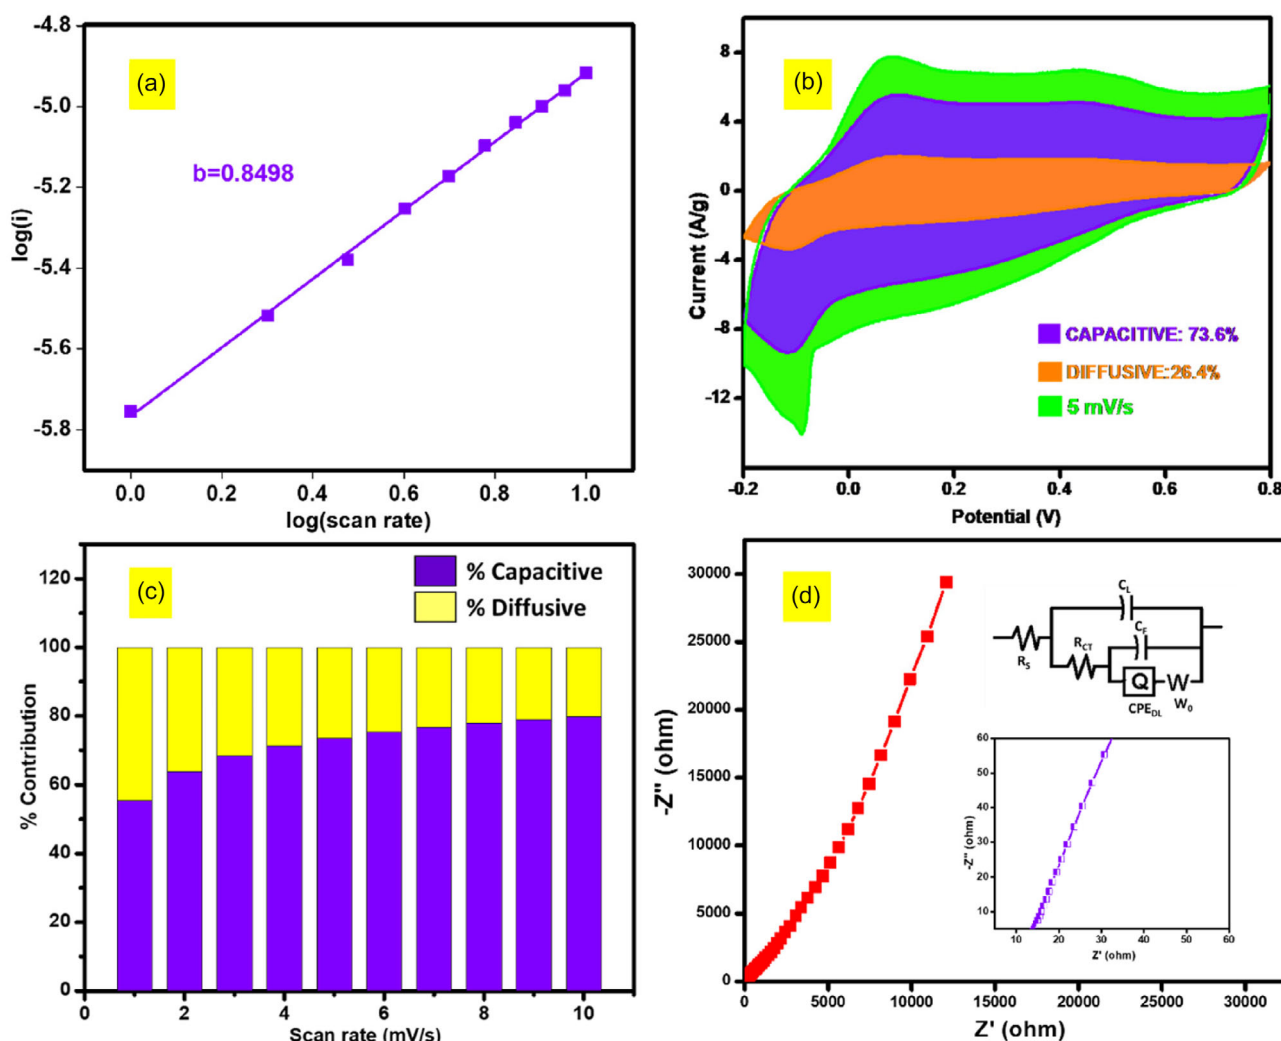 (a)
b=0.8498
-4.8
-5.0
-5.2
-5.4
-5.6
-5.8
log(i)
0.0 0.2 0.4 0.6 0.8 1.0
log(scan rate)
(b)
8
4
0
-4
-8
-12
Current (A/g)
CAPACITIVE: 73.6%
DIFFUSIVE:26.4%
5 mV/s
-0.2 0.0 0.2 0.4 0.6 0.8
Potential (V)
(c)
% Capacitive
% Diffusive
120
100
80
60
40
20
0
% Contribution
0 2 4 6 8 10
Scan rate (mV/s)
(d)
30000
25000
20000
15000
10000
5000
0
-Z'' (ohm)
0 5000 10000 15000 20000 25000 30000
Z' (ohm)
C_L
C_F
R_S
R_CT
Q W
CPE_DL W_0
60
50
40
30
20
10
-Z'' (ohm)
10 20 30 40 50 60
Z' (ohm)